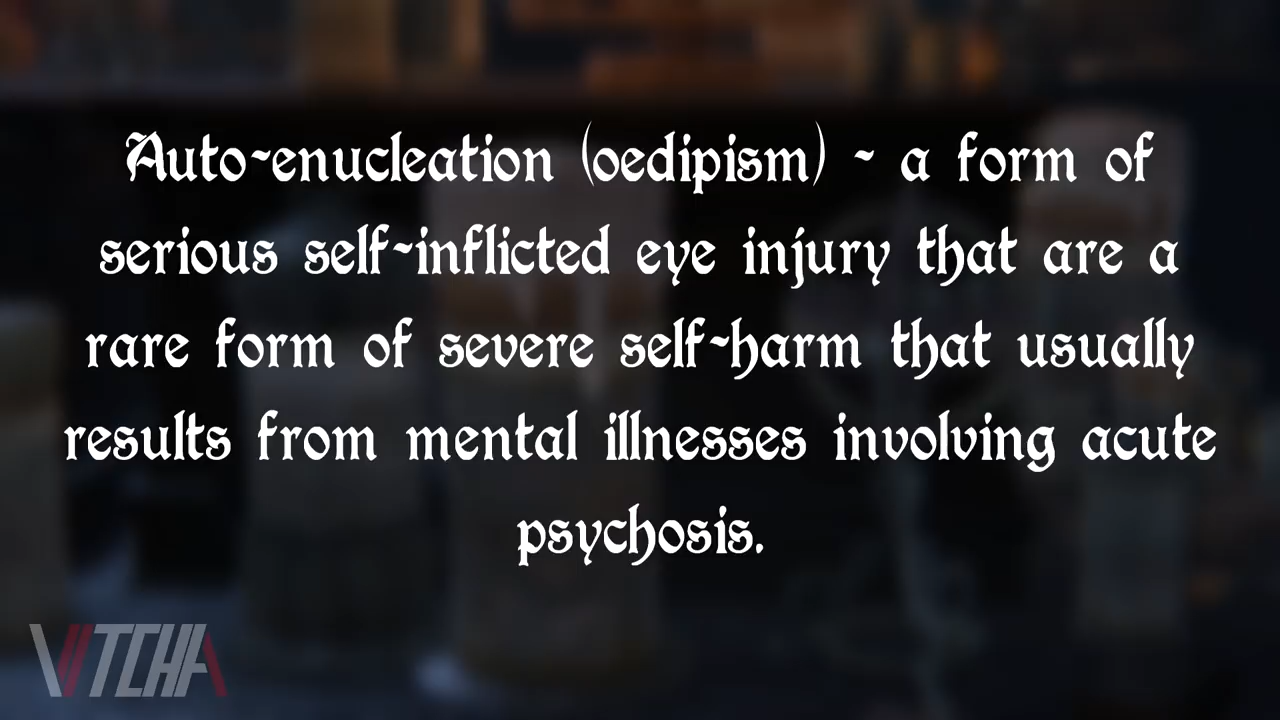 Auto-enucleation (oedipism) - a form of
serious self-inflicted eye injury that are a
rare form of severe self-harm that usually
results from mental illnesses involving acute
psychosis.
VITCHA